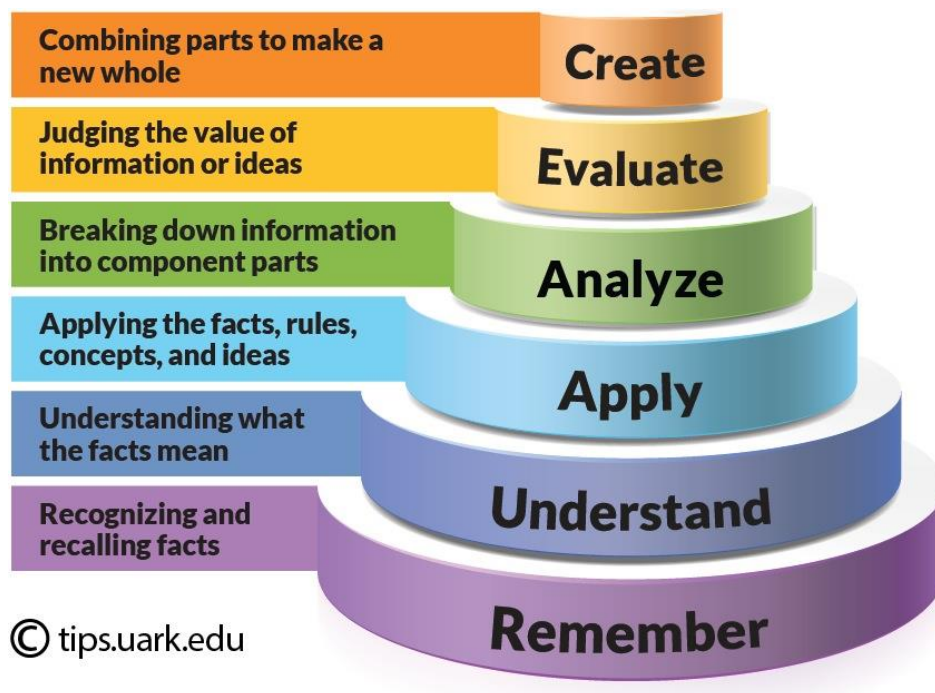 Combining parts to make a
new whole
Create
Judging the value of
information or ideas
Evaluate
Breaking down information
into component parts
Analyze
Applying the facts, rules,
concepts, and ideas
Apply
Understanding what
the facts mean
Understand
Recognizing and
recalling facts
Remember
© tips.uark.edu